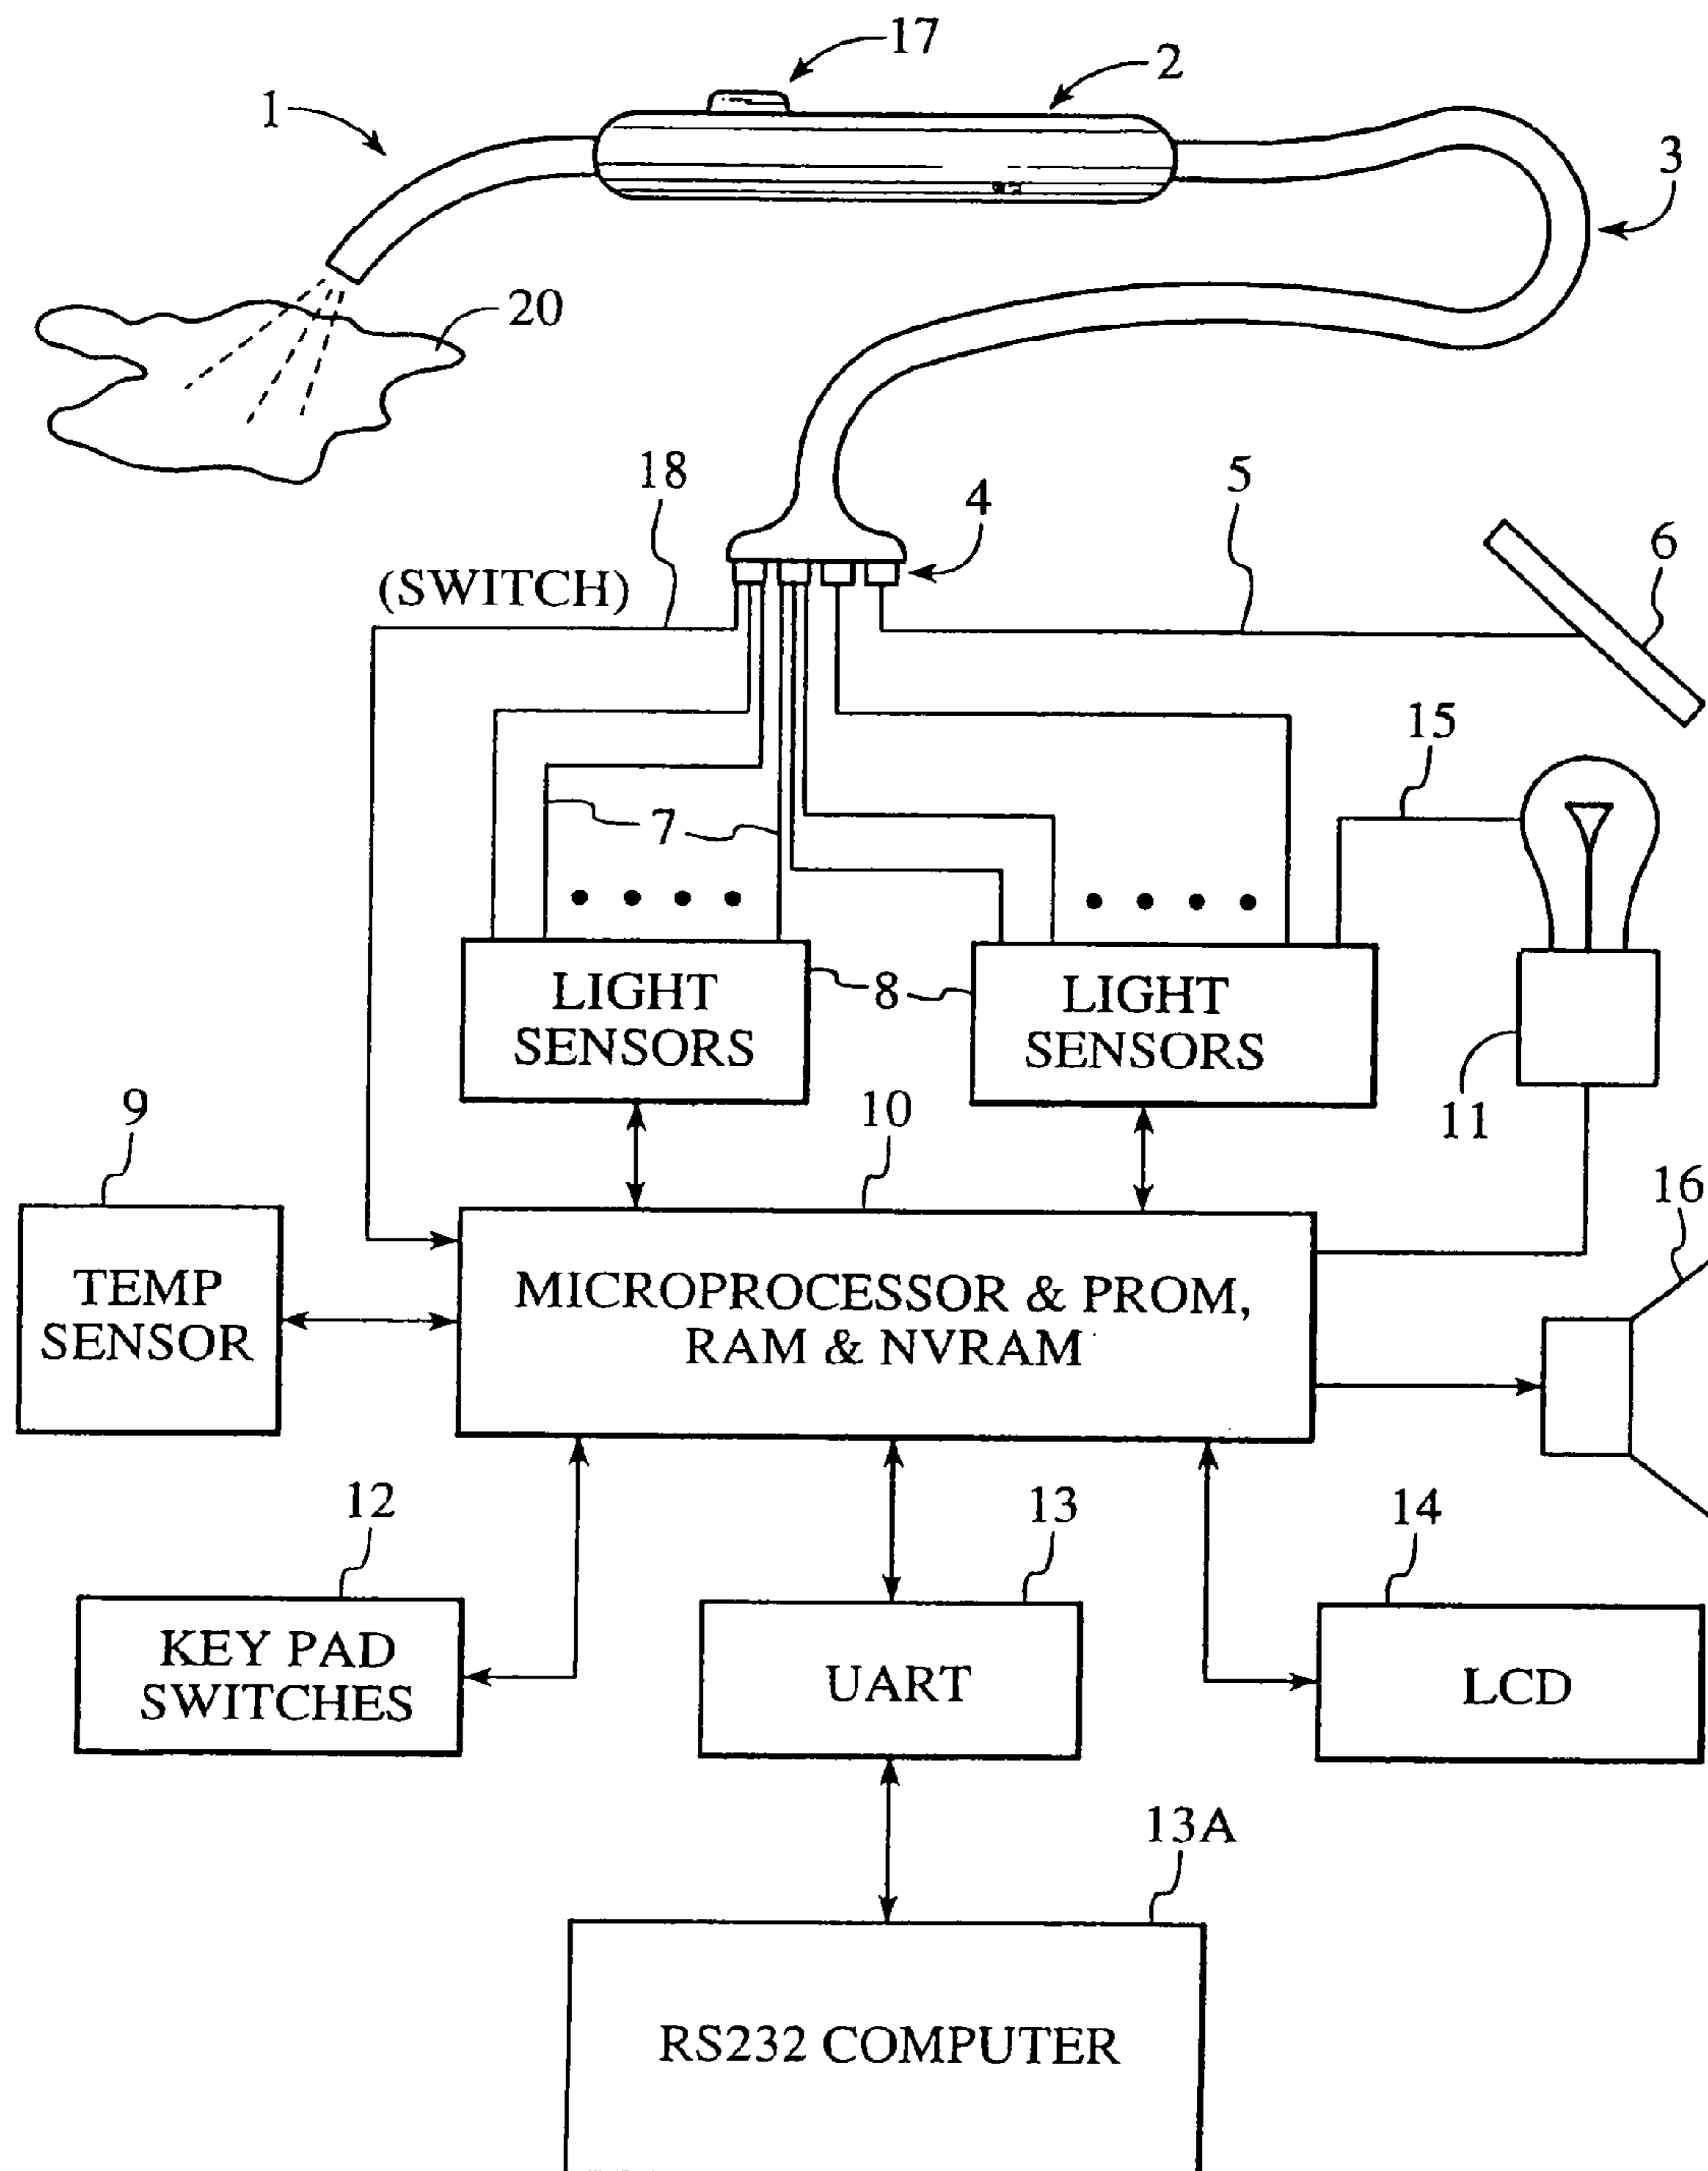 17
2
1
3
20
18
5
4
6
(SWITCH)
15
7
LIGHT
SENSORS
8
LIGHT
SENSORS
11
9
10
16
TEMP
SENSOR
MICROPROCESSOR & PROM,
RAM & NVRAM
12
13
14
KEY PAD
SWITCHES
UART
LCD
13A
RS232 COMPUTER